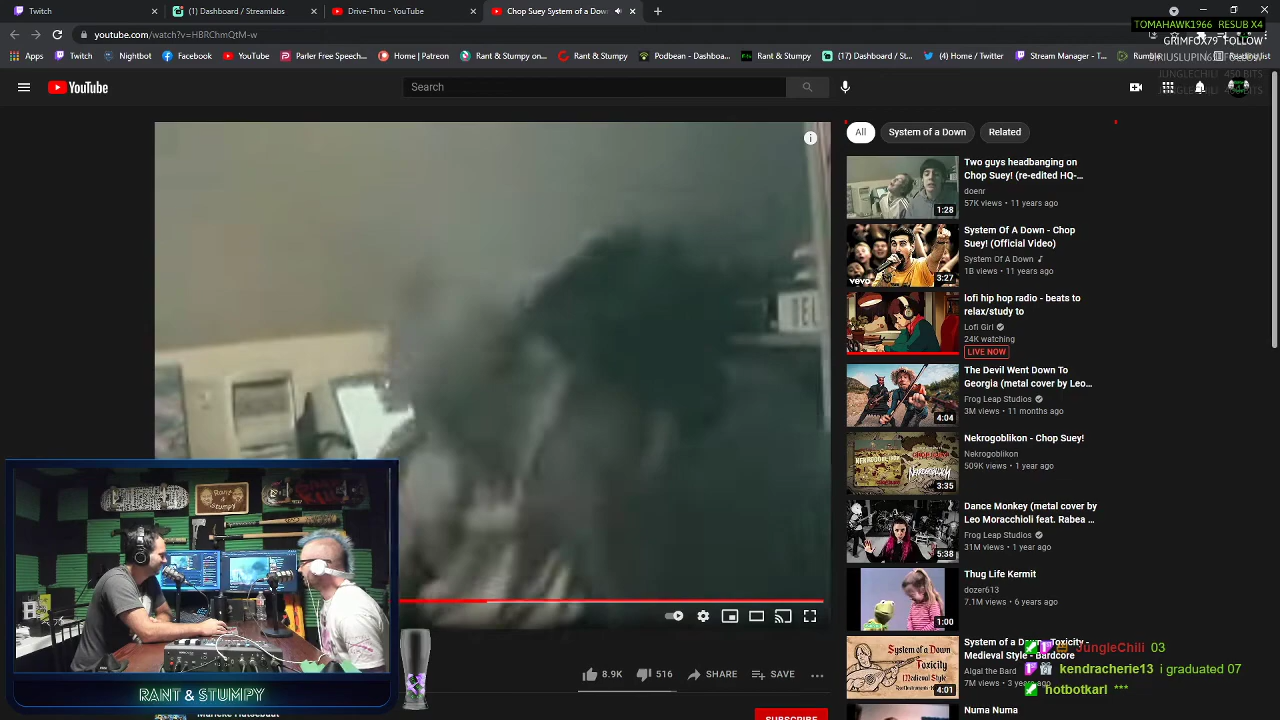 Twitch
(1) Dashboard / Streamlabs
Drive-Thru - YouTube
Chop Suey System of a Dow
TOMAHAWK1966 RESUB X4
youtube.com/watch?v=HBRChmQtM-w
GRIMFOX79 FOLLOW
Apps
Twitch
Nightbot
Facebook
YouTube
Parler Free Speech...
Home | Patreon
Rant & Stumpy on...
Rant & Stumpy
Podbean - Dashboa...
Rant & Stumpy
(17) Dashboard / St...
(4) Home / Twitter
Stream Manager - T...
JUNGLECHILI 450 BITS
YouTube
Search
All
System of a Down
Related
Two guys headbanging on
Chop Suey! (re-edited HQ-...
doenr
57K views • 11 years ago
1:28
System Of A Down - Chop
Suey! (Official Video)
System Of A Down
1B views • 11 years ago
vevo
3:27
lofi hip hop radio - beats to
relax/study to
Lofi Girl
24K watching
LIVE NOW
The Devil Went Down To
Georgia (metal cover by Leo...
Frog Leap Studios
3M views • 11 months ago
4:04
Nekrogoblikon - Chop Suey!
Nekrogoblikon
509K views • 1 year ago
3:35
Dance Monkey (metal cover by
Leo Moracchioli feat. Rabea ...
Frog Leap Studios
31M views • 1 year ago
5:38
Thug Life Kermit
dozer613
7.1M views • 6 years ago
1:00
System of a Down
Toxicity
System of a Down Toxicity -
Medieval Style - Bardcore
Algal the Bard
7M views • 3 years ago
4:01
Numa Numa
JungleChili 03
kendracherie13 i graduated 07
hotbotkarl ***
8.9K
516
SHARE
SAVE
SUBSCRIBE
RANT & STUMPY